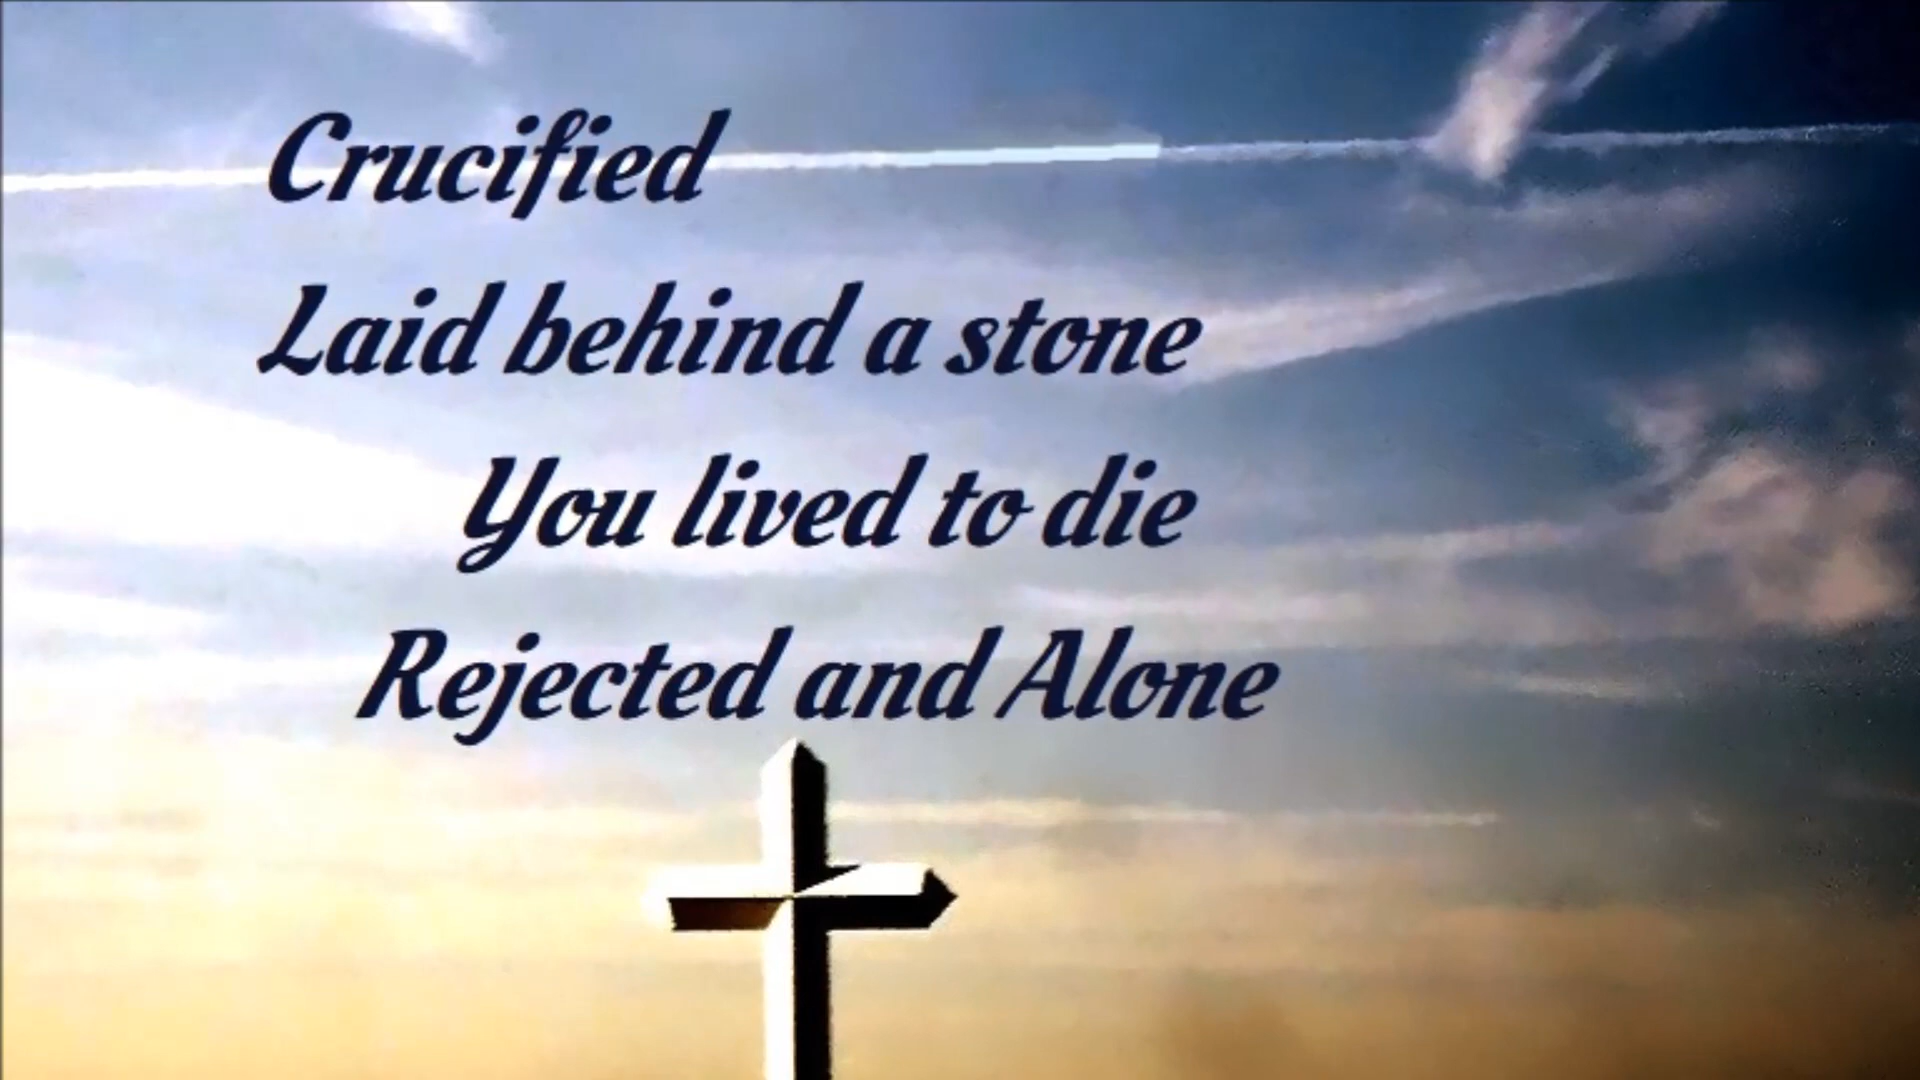 Crucified
Laid behind a stone
You lived to die
Rejected and Alone